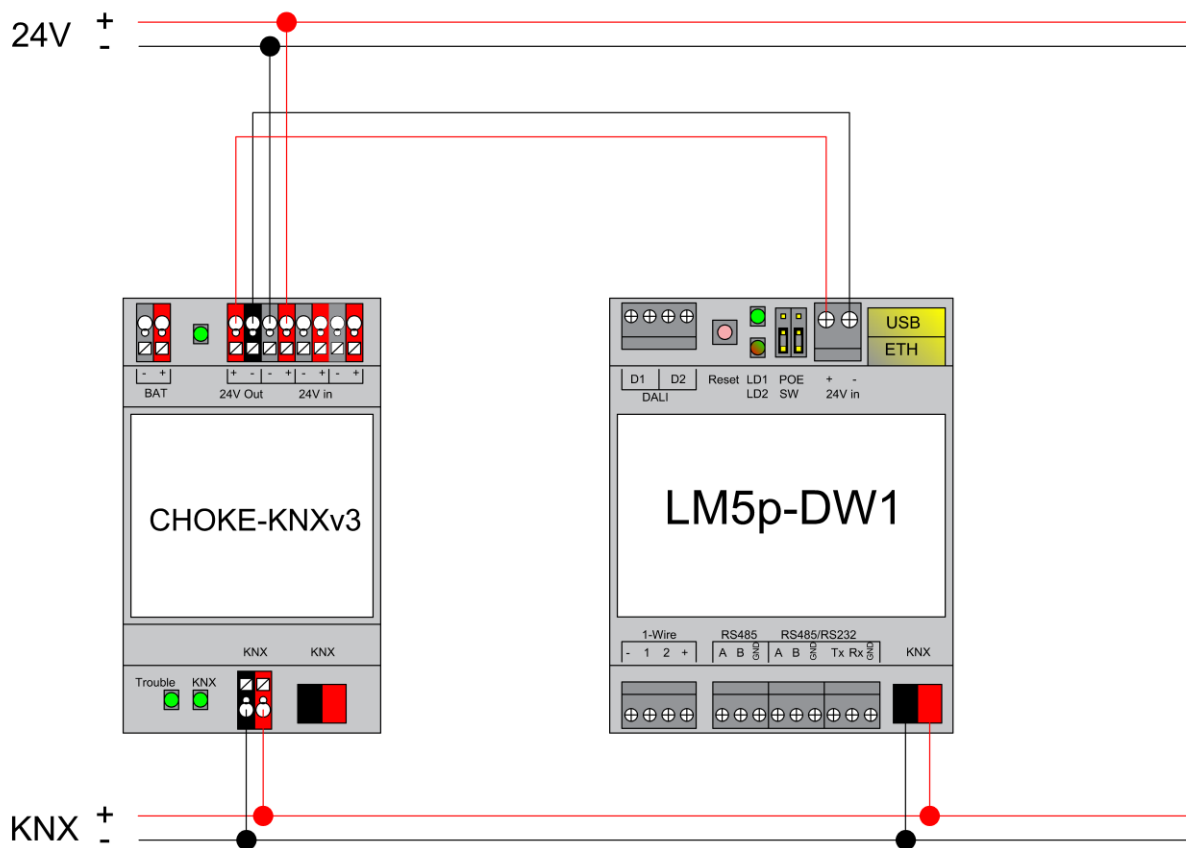 24V + -
- + + - - + - + - +
BAT 24V Out 24V in
CHOKE-KNXv3
KNX KNX
Trouble KNX
USB
ETH
D1 D2 Reset LD1 POE + -
DALI LD2 SW 24V in
LM5p-DW1
1-Wire RS485 RS485/RS232
- 1 2 + A B GND A B GND Tx Rx GND KNX
KNX + -